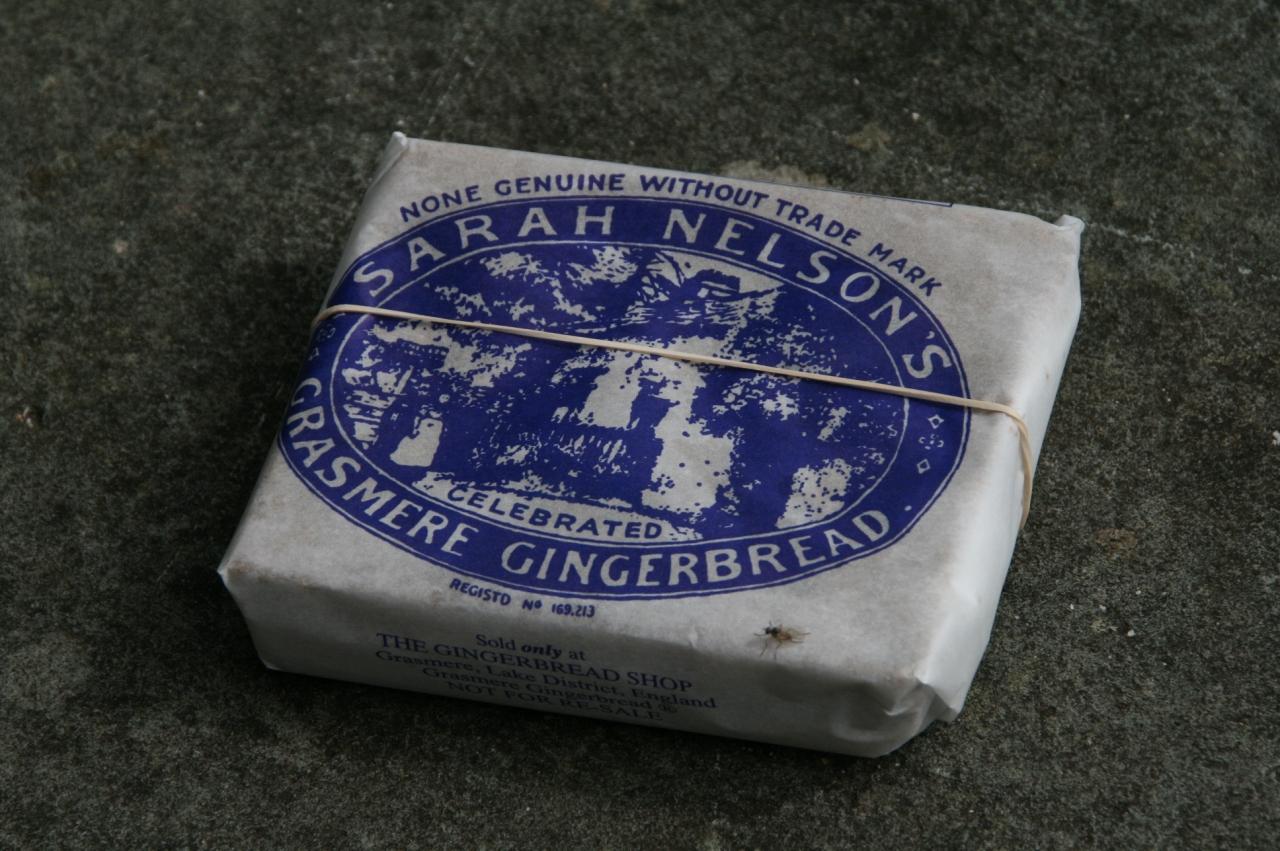 NONE GENUINE WITHOUT TRADE MARK
SARAH NELSON'S
CELEBRATED
GRASMERE GINGERBREAD.
REGISTD Nº 169.213
Sold only at
THE GINGERBREAD SHOP
Grasmere, Lake District, England
Grasmere Gingerbread ®
NOT FOR RE-SALE